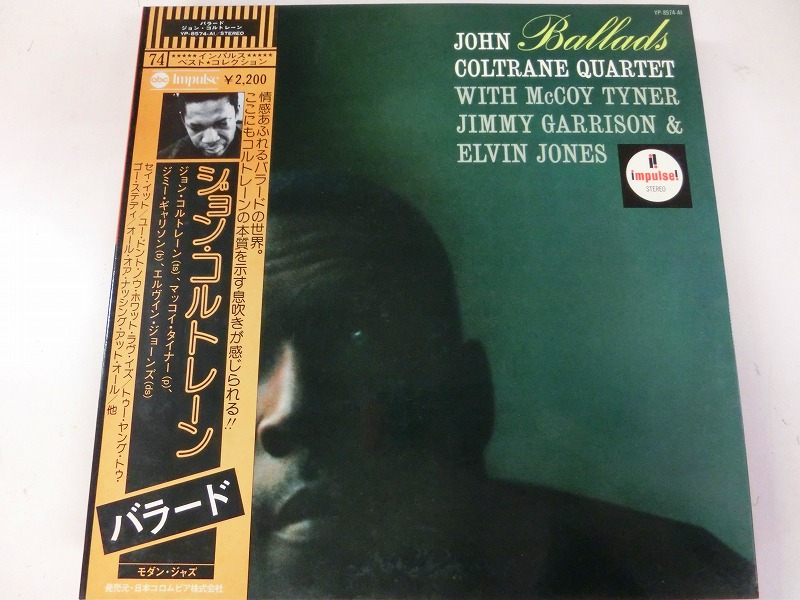 YP-8574-AI
JOHN Ballads
COLTRANE QUARTET
WITH McCOY TYNER
JIMMY GARRISON &
ELVIN JONES
i!
impulse!
STEREO
バラード
ジョン・コルトレーン
YP-8574-AI/STEREO
74
★★★★★インパルス★★★★★
ベスト・コレクション
abc Impulse
¥2,200
情感あふれるバラードの世界。
ここにもコルトレーンの本質を示す息吹きが感じられる!!
ジョン・コルトレーン
ジョン・コルトレーン(ts)、マッコイ・タイナー(p)、
ジミー・ギャリソン(b)、エルヴィン・ジョーンズ(ds)
セイ・イット/ユー・ドントノウ・ホワット・ラヴ・イズ/トゥー・ヤング・トゥ・
ゴー・ステディ/オール・オア・ナッシング・アット・オール/他
バラード
モダン・ジャズ
発売元・日本コロムビア株式会社